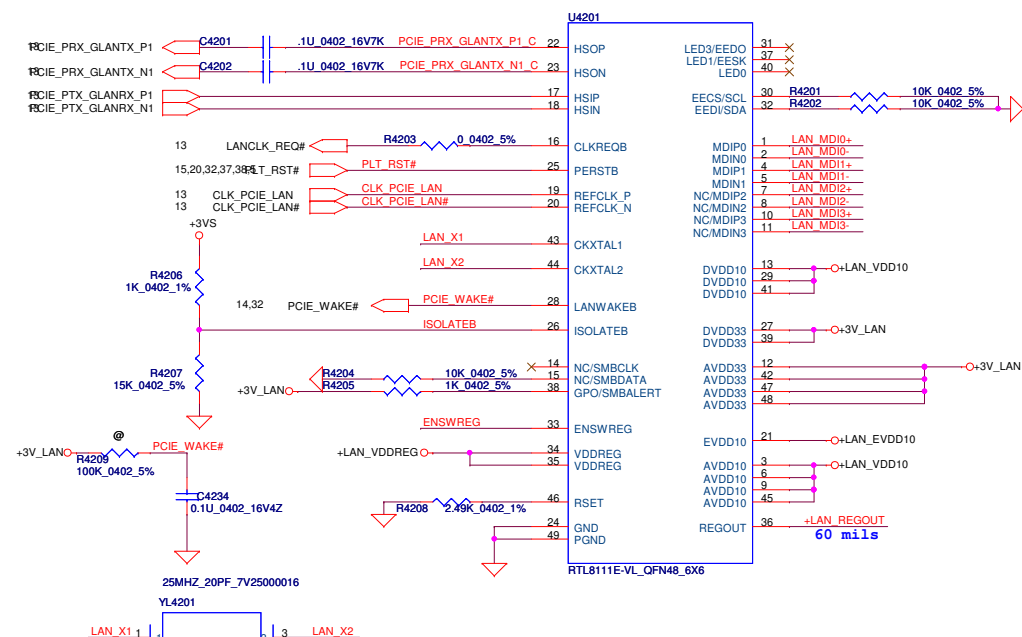 U4201
PCIE_PRX_GLANTX_P1 C4201 .1U_0402_16V7K PCIE_PRX_GLANTX_P1_C 22 HSOP
PCIE_PRX_GLANTX_N1 C4202 .1U_0402_16V7K PCIE_PRX_GLANTX_N1_C 23 HSON
PCIE_PTX_GLANRX_P1 17 HSIP
PCIE_PTX_GLANRX_N1 18 HSIN
13 LANCLK_REQ# R4203 0_0402_5% 16 CLKREQB
PLT_RST# PLT_RST# 25 PERSTB
13 CLK_PCIE_LAN CLK_PCIE_LAN 19 REFCLK_P
13 CLK_PCIE_LAN# CLK_PCIE_LAN# 20 REFCLK_N
+3VS
LAN_X1 43 CKXTAL1
LAN_X2 44 CKXTAL2
R4206
1K_0402_1%
14,32 PCIE_WAKE# PCIE_WAKE# 28 LANWAKEB
ISOLATEB 26 ISOLATEB
R4207
15K_0402_5%
14 NC/SMBCLK
R4204 10K_0402_5% 15 NC/SMBDATA
+3V_LAN R4205 1K_0402_5% 38 GPO/SMBALERT
ENSWREG 33 ENSWREG
+LAN_VDDREG 34 VDDREG
35 VDDREG
R4208 2.49K_0402_1% 46 RSET
24 GND
49 PGND
LED3/EEDO 31
LED1/EESK 37
LED0 40
EECS/SCL 30 R4201 10K_0402_5%
EEDI/SDA 32 R4202 10K_0402_5%
MDIP0 1 LAN_MDI0+
MDIN0 2 LAN_MDI0-
MDIP1 4 LAN_MDI1+
MDIN1 5 LAN_MDI1-
NC/MDIP2 7 LAN_MDI2+
NC/MDIN2 8 LAN_MDI2-
NC/MDIP3 10 LAN_MDI3+
NC/MDIN3 11 LAN_MDI3-
DVDD10 13 +LAN_VDD10
DVDD10 29
DVDD10 41
DVDD33 27 +3V_LAN
DVDD33 39
AVDD33 12 +3V_LAN
AVDD33 42
AVDD33 47
AVDD33 48
EVDD10 21 +LAN_EVDD10
AVDD10 3 +LAN_VDD10
AVDD10 6
AVDD10 9
AVDD10 45
REGOUT 36 +LAN_REGOUT
60 mils
RTL8111E-VL_QFN48_6X6
@
+3V_LAN PCIE_WAKE#
R4209
100K_0402_5%
C4234
0.1U_0402_16V4Z
25MHZ_20PF_7V25000016
YL4201
LAN_X1 1 3 LAN_X2